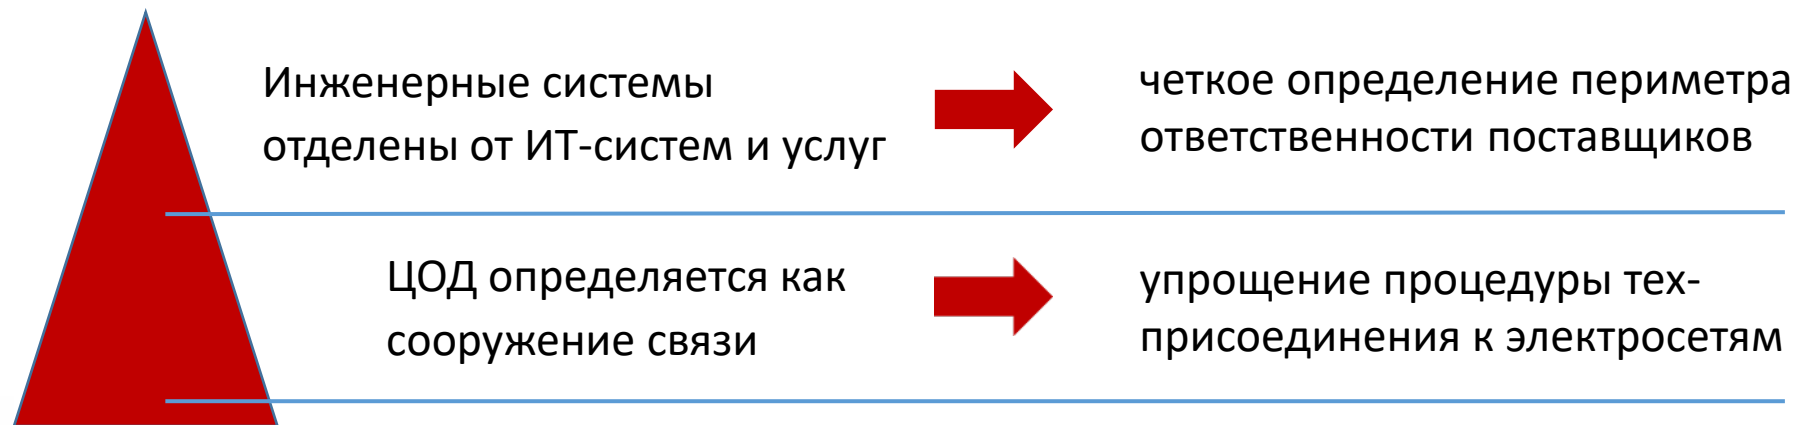 Инженерные системы
отделены от ИТ-систем и услуг
четкое определение периметра
ответственности поставщиков
ЦОД определяется как
сооружение связи
упрощение процедуры тех-
присоединения к электросетям